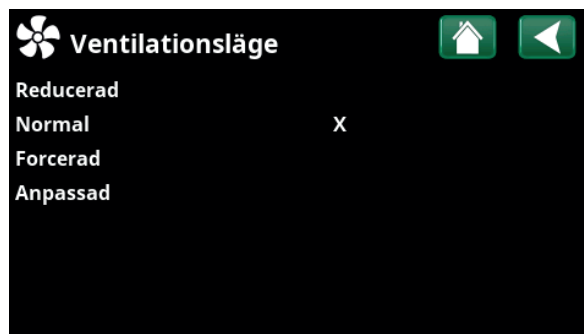 Ventilationsläge
Reducerad
Normal X
Forcerad
Anpassad